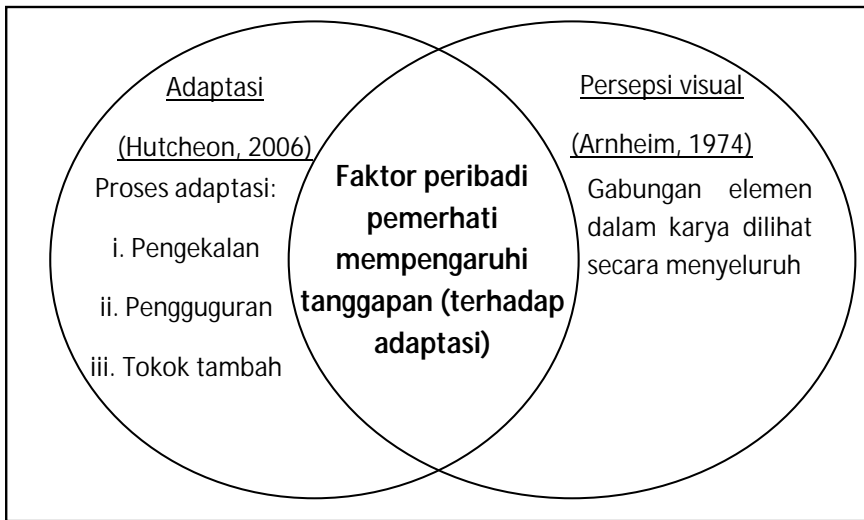 Adaptasi
(Hutcheon, 2006)
Proses adaptasi:
i. Pengekalan
ii. Pengguguran
iii. Tokok tambah
Faktor peribadi
pemerhati
mempengaruhi
tanggapan (terhadap
adaptasi)
Persepsi visual
(Arnheim, 1974)
Gabungan elemen
dalam karya dilihat
secara menyeluruh